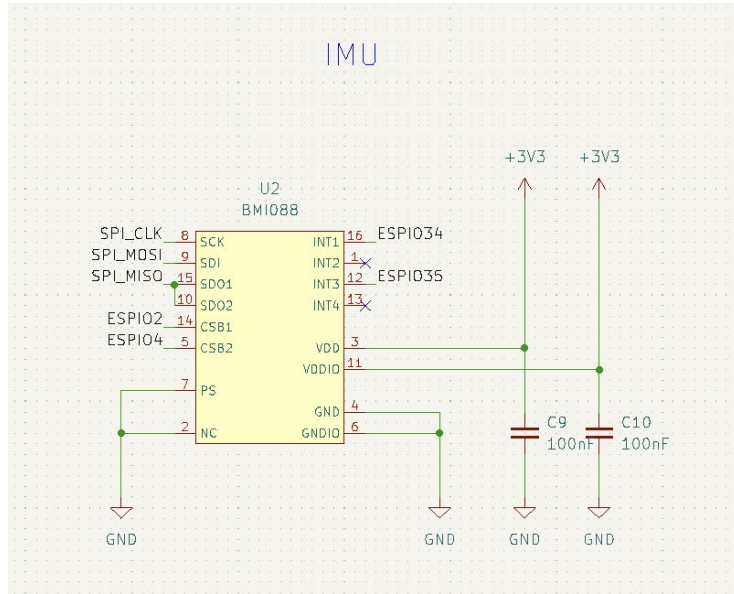 IMU
+3V3 +3V3
U2
BMI088
SPI_CLK 8 SCK INT1 16 ESPIO34
SPI_MOSI 9 SDI INT2 1
SPI_MISO 15 SDO1 INT3 12 ESPIO35
10 SDO2 INT4 13
ESPIO2 14 CSB1
ESPIO4 5 CSB2 VDD 3
VDDIO 11
7 PS
GND 4
2 NC GNDIO 6
C9 C10
100nF 100nF
GND GND GND GND